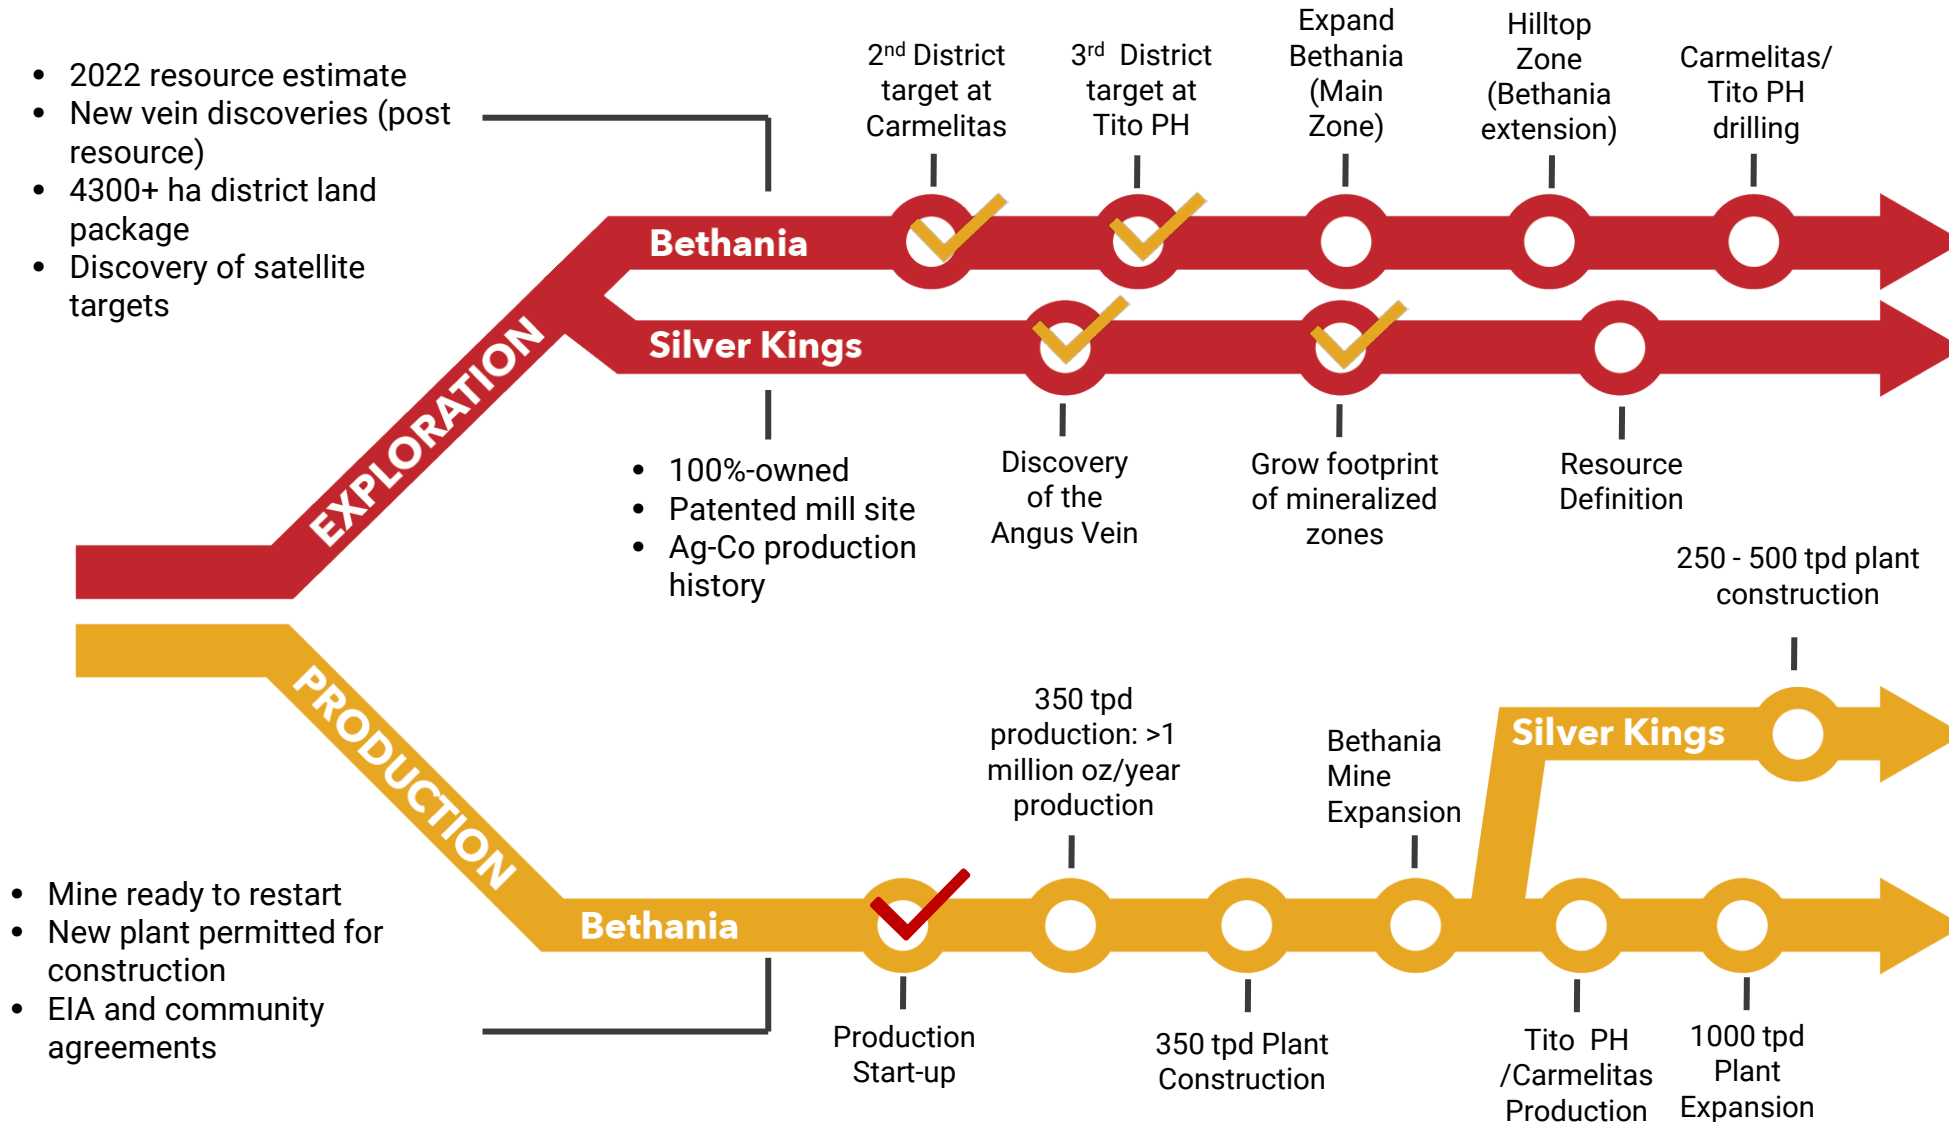 • 2022 resource estimate
• New vein discoveries (post
resource)
• 4300+ ha district land
package
• Discovery of satellite
targets
2nd District
target at
Carmelitas
3rd District
target at
Tito PH
Expand
Bethania
(Main
Zone)
Hilltop
Zone
(Bethania
extension)
Carmelitas/
Tito PH
drilling
Bethania
Silver Kings
EXPLORATION
• 100%-owned
• Patented mill site
• Ag-Co production
history
Discovery
of the
Angus Vein
Grow footprint
of mineralized
zones
Resource
Definition
250 - 500 tpd plant
construction
PRODUCTION
350 tpd
production: >1
million oz/year
production
Bethania
Mine
Expansion
Silver Kings
• Mine ready to restart
• New plant permitted for
construction
• EIA and community
agreements
Bethania
Production
Start-up
350 tpd Plant
Construction
Tito PH
/Carmelitas
Production
1000 tpd
Plant
Expansion